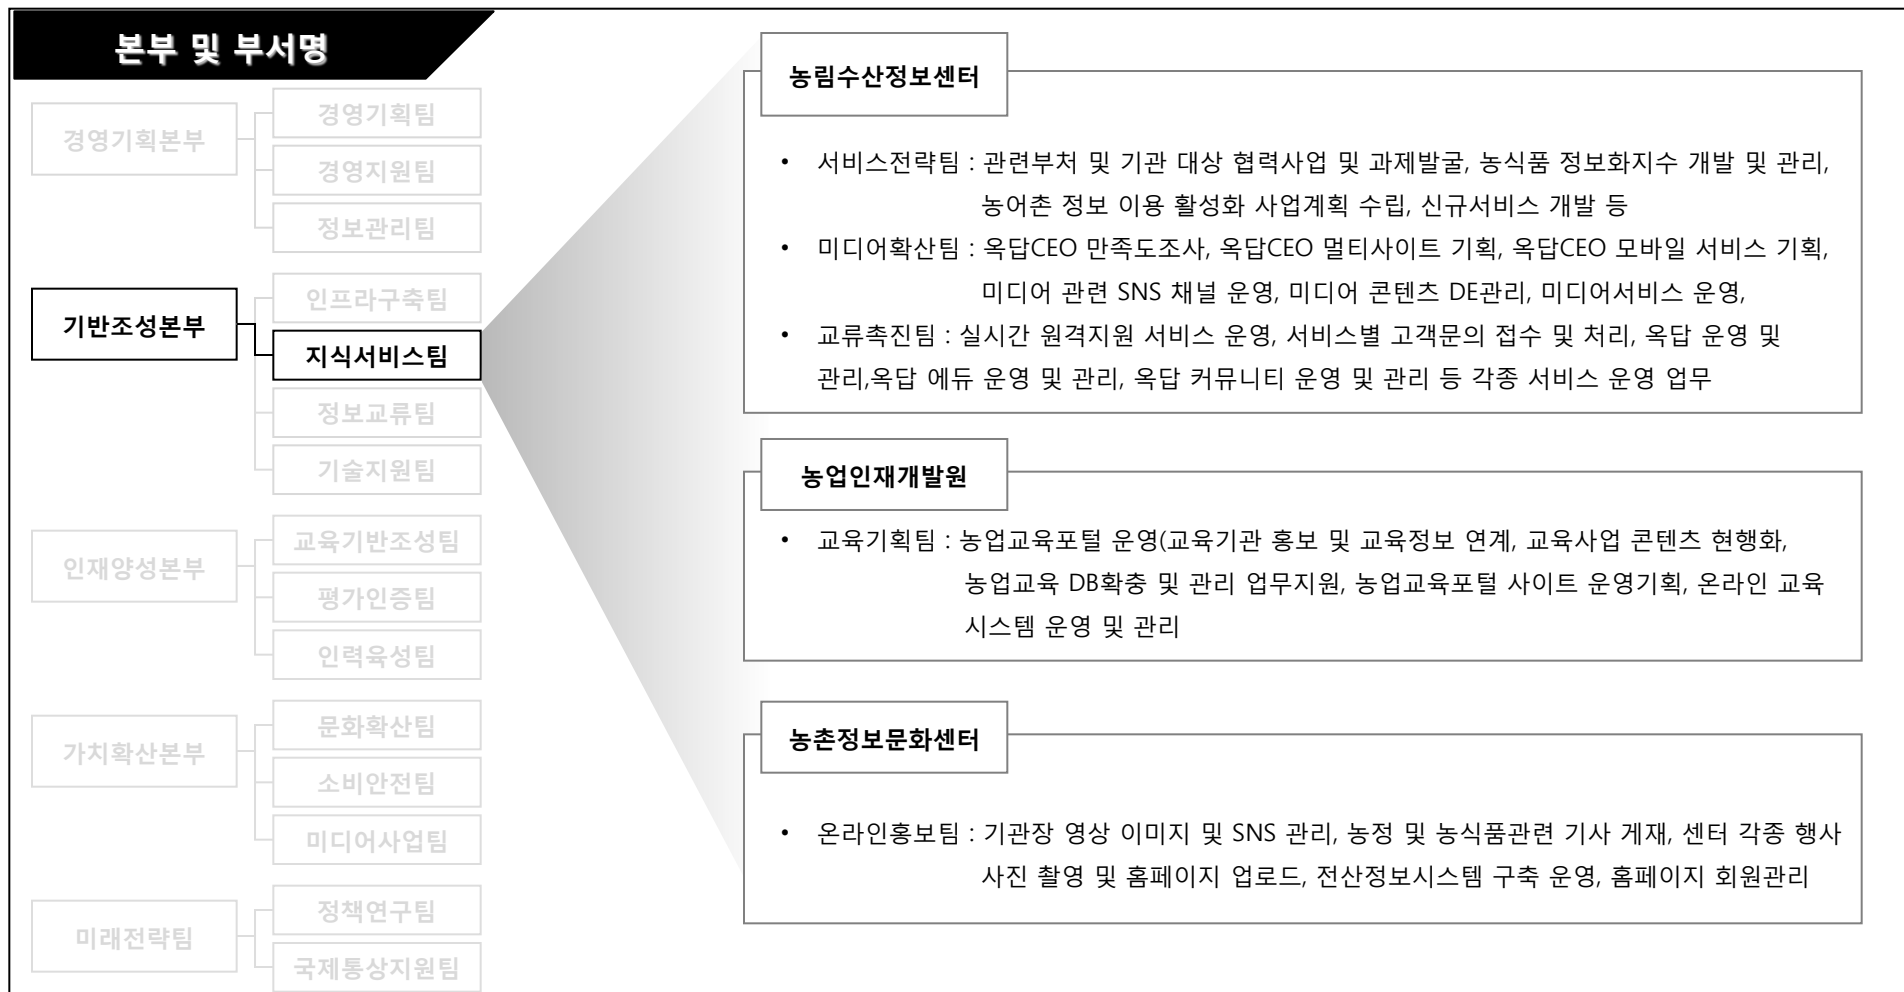 본부 및 부서명
경영기획본부
경영기획팀
경영지원팀
정보관리팀
기반조성본부
인프라구축팀
지식서비스팀
정보교류팀
기술지원팀
인재양성본부
교육기반조성팀
평가인증팀
인력육성팀
가치확산본부
문화확산팀
소비안전팀
미디어사업팀
미래전략팀
정책연구팀
국제통상지원팀
농림수산정보센터
• 서비스전략팀 : 관련부처 및 기관 대상 협력사업 및 과제발굴, 농식품 정보화지수 개발 및 관리,
농어촌 정보 이용 활성화 사업계획 수립, 신규서비스 개발 등
• 미디어확산팀 : 옥답CEO 만족도조사, 옥답CEO 멀티사이트 기획, 옥답CEO 모바일 서비스 기획,
미디어 관련 SNS 채널 운영, 미디어 콘텐츠 DE관리, 미디어서비스 운영,
• 교류촉진팀 : 실시간 원격지원 서비스 운영, 서비스별 고객문의 접수 및 처리, 옥답 운영 및
관리,옥답 에듀 운영 및 관리, 옥답 커뮤니티 운영 및 관리 등 각종 서비스 운영 업무
농업인재개발원
• 교육기획팀 : 농업교육포털 운영(교육기관 홍보 및 교육정보 연계, 교육사업 콘텐츠 현행화,
농업교육 DB확충 및 관리 업무지원, 농업교육포털 사이트 운영기획, 온라인 교육
시스템 운영 및 관리
농촌정보문화센터
• 온라인홍보팀 : 기관장 영상 이미지 및 SNS 관리, 농정 및 농식품관련 기사 게재, 센터 각종 행사
사진 촬영 및 홈페이지 업로드, 전산정보시스템 구축 운영, 홈페이지 회원관리